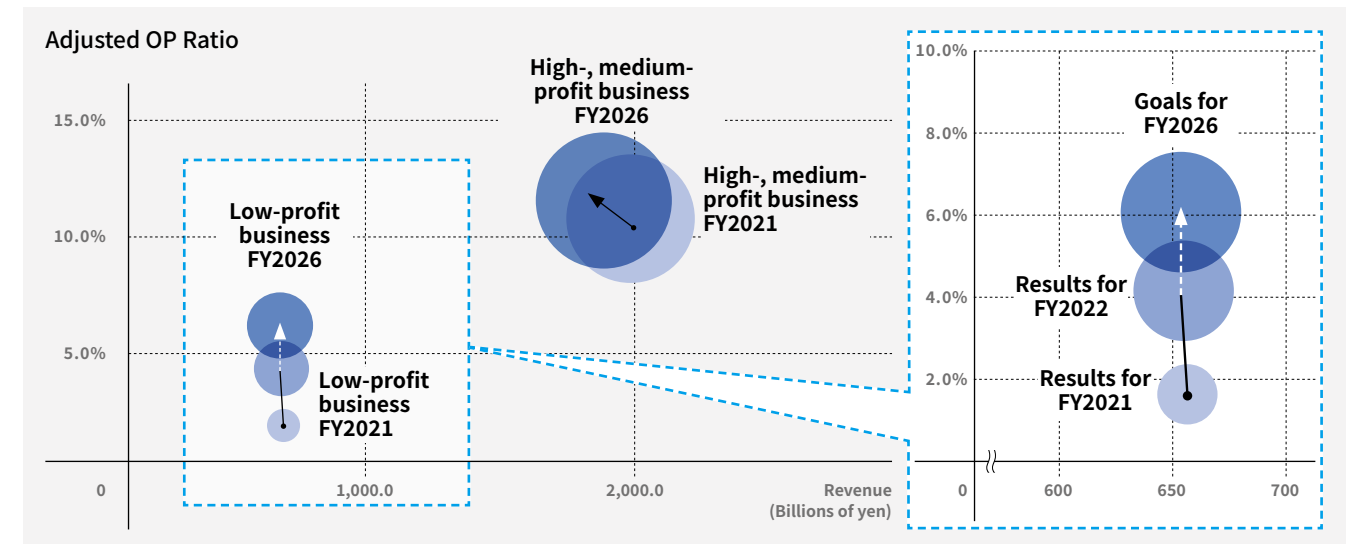 Adjusted OP Ratio
15.0%
10.0%
5.0%
0
1,000.0
2,000.0
Revenue
(Billions of yen)
High-, medium-
profit business
FY2026
High-, medium-
profit business
FY2021
Low-profit
business
FY2026
Low-profit
business
FY2021
10.0%
8.0%
6.0%
4.0%
2.0%
0
600
650
700
Goals for
FY2026
Results for
FY2022
Results for
FY2021